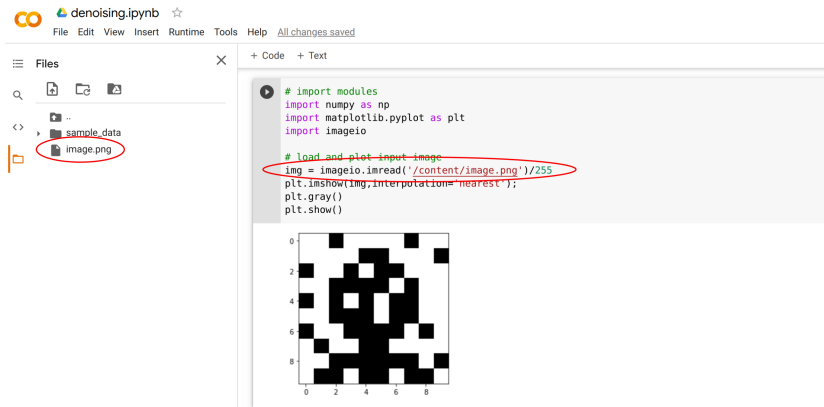 denoising.ipynb
File Edit View Insert Runtime Tools Help All changes saved
Files
+ Code + Text
..
sample_data
image.png
# import modules
import numpy as np
import matplotlib.pyplot as plt
import imageio
# load and plot input image
img = imageio.imread('/content/image.png')/255
plt.imshow(img,interpolation='nearest');
plt.gray()
plt.show()
0
2
4
6
8
0 2 4 6 8